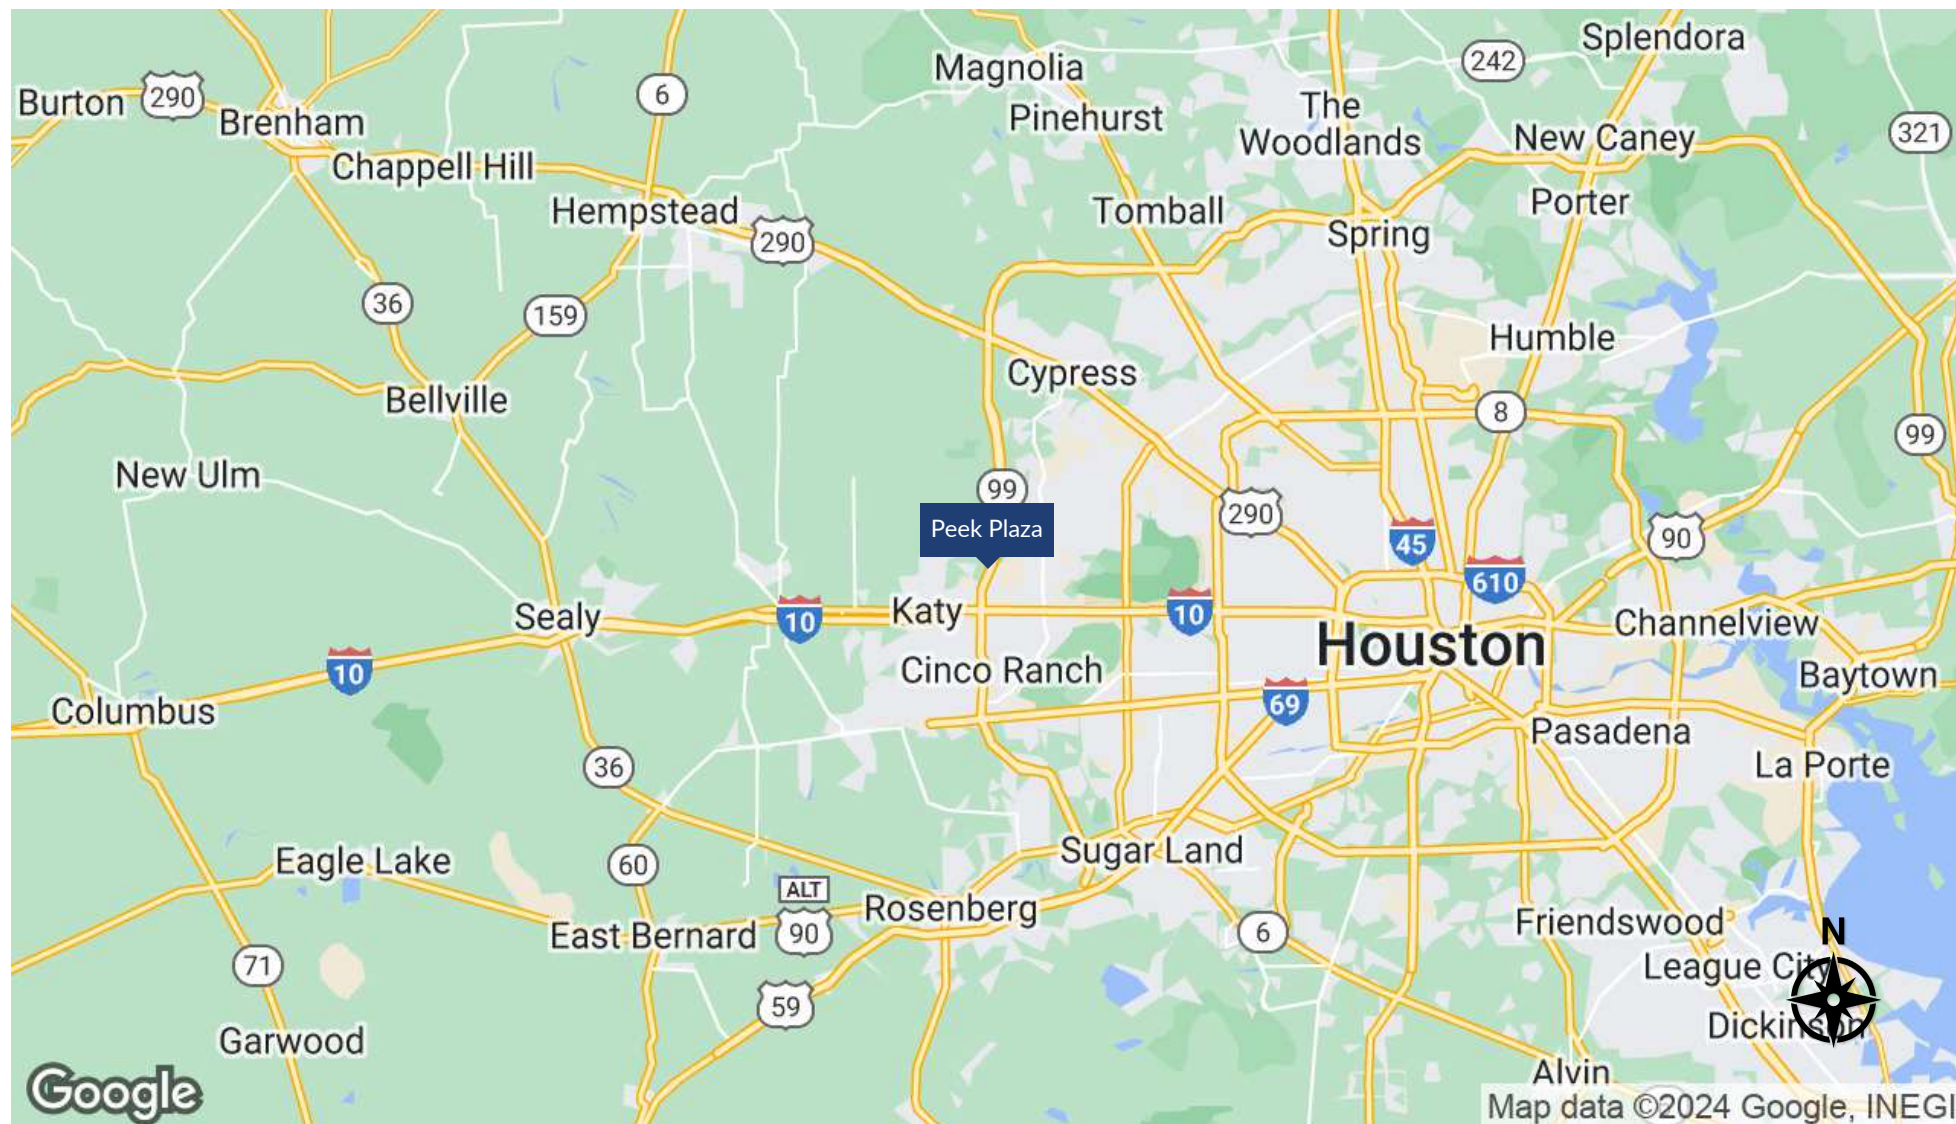 Splendora
242
Magnolia
Burton
290
6
The
Woodlands
Brenham
Pinehurst
New Caney
321
Chappell Hill
Hempstead
Tomball
Porter
290
Spring
36
159
Humble
Cypress
Bellville
8
99
New Ulm
99
290
Peek Plaza
45
90
610
Sealy
10
Katy
10
Channelview
Houston
10
Cinco Ranch
Baytown
Columbus
69
Pasadena
36
La Porte
Eagle Lake
60
Sugar Land
ALT
90
Rosenberg
East Bernard
6
Friendswood
N
71
League City
59
Garwood
Dickinson
Alvin
Google
Map data ©2024 Google, INEGI